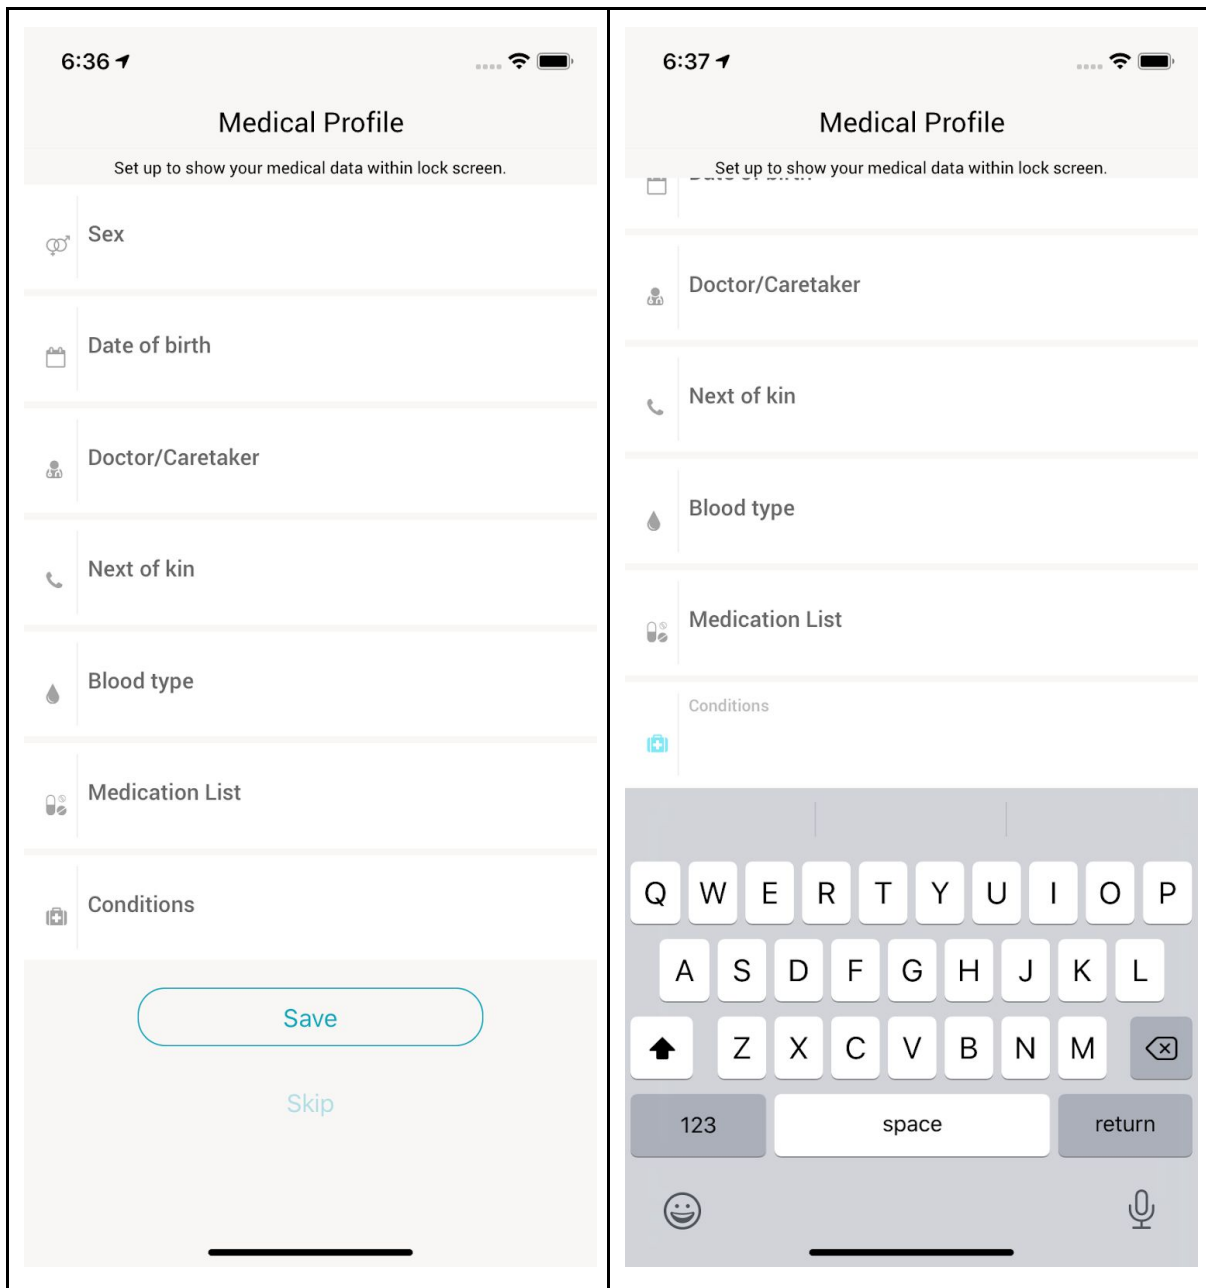 6:36
Medical Profile
Set up to show your medical data within lock screen.
Sex
Date of birth
Doctor/Caretaker
Next of kin
Blood type
Medication List
Conditions
Save
Skip
6:37
Medical Profile
Set up to show your medical data within lock screen.
Date of birth
Doctor/Caretaker
Next of kin
Blood type
Medication List
Conditions
Q W E R T Y U I O P
A S D F G H J K L
Z X C V B N M
123 space return